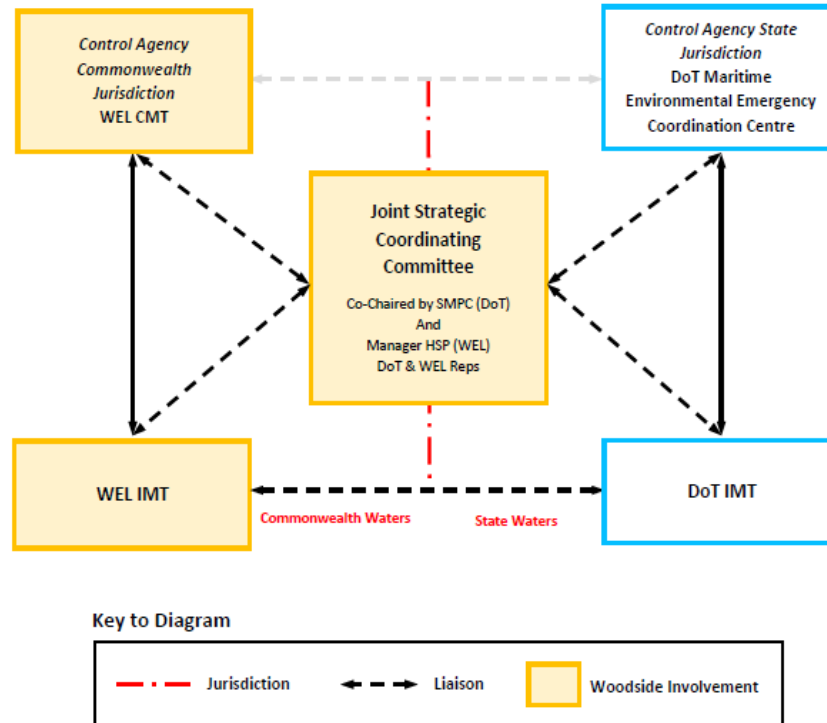 Control Agency
Commonwealth
Jurisdiction
WEL CMT
Control Agency State
Jurisdiction
DoT Maritime
Environmental Emergency
Coordination Centre
Joint Strategic
Coordinating
Committee
Co-Chaired by SMPC (DoT)
And
Manager HSP (WEL)
DoT & WEL Reps
WEL IMT
DoT IMT
Commonwealth Waters
State Waters
Key to Diagram
Jurisdiction
Liaison
Woodside Involvement